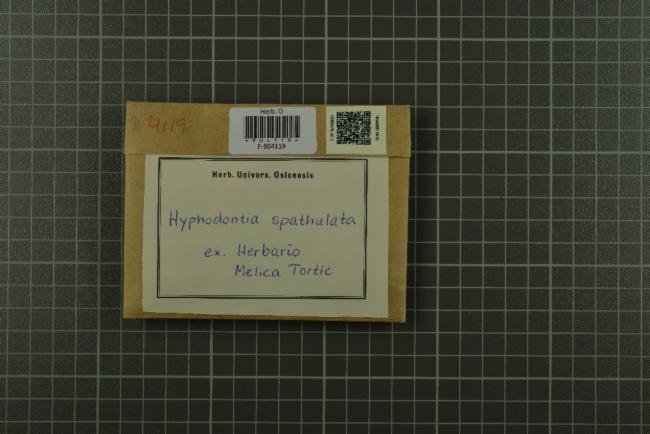 4119
Herb. O
F-904119
Herb. Univers. Osloensis
Hyphodontia spathulata
ex. Herbario
Melica Tortic